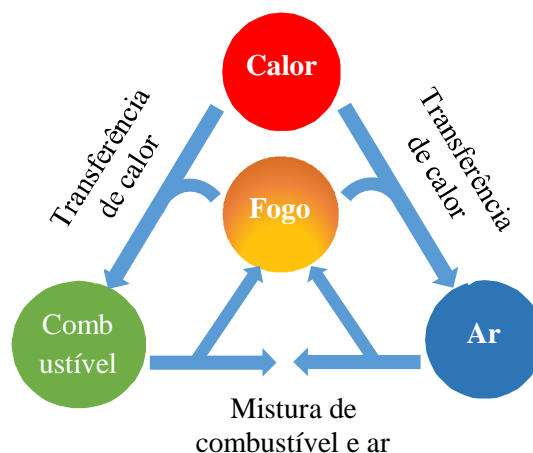 Calor
Transferência
de calor
Transferência
de calor
Fogo
Comb
ustível
Ar
Mistura de
combustível e ar